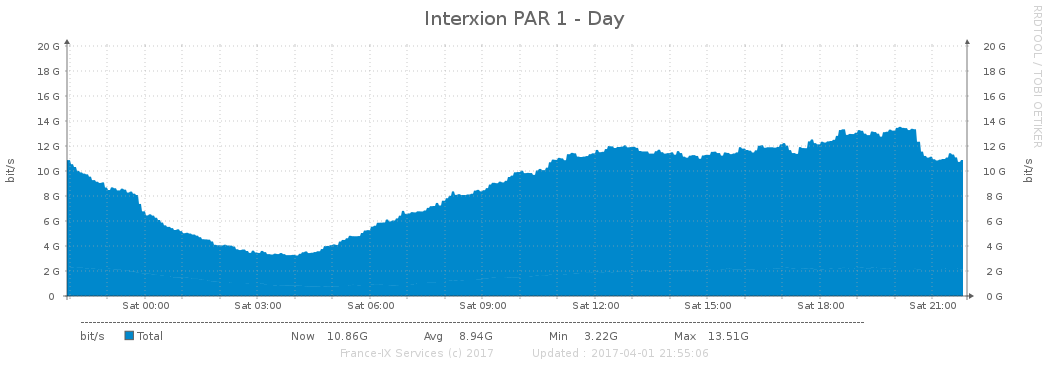 Interxion PAR 1 - Day
RRDTOOL / TOBI OETIKER
bit/s
bit/s
20 G 20 G
18 G 18 G
16 G 16 G
14 G 14 G
12 G 12 G
10 G 10 G
8 G 8 G
6 G 6 G
4 G 4 G
2 G 2 G
0 0 G
Sat 00:00 Sat 03:00 Sat 06:00 Sat 09:00 Sat 12:00 Sat 15:00 Sat 18:00 Sat 21:00
bit/s Total Now 10.86G Avg 8.94G Min 3.22G Max 13.51G
France-IX Services (c) 2017 Updated : 2017-04-01 21:55:06